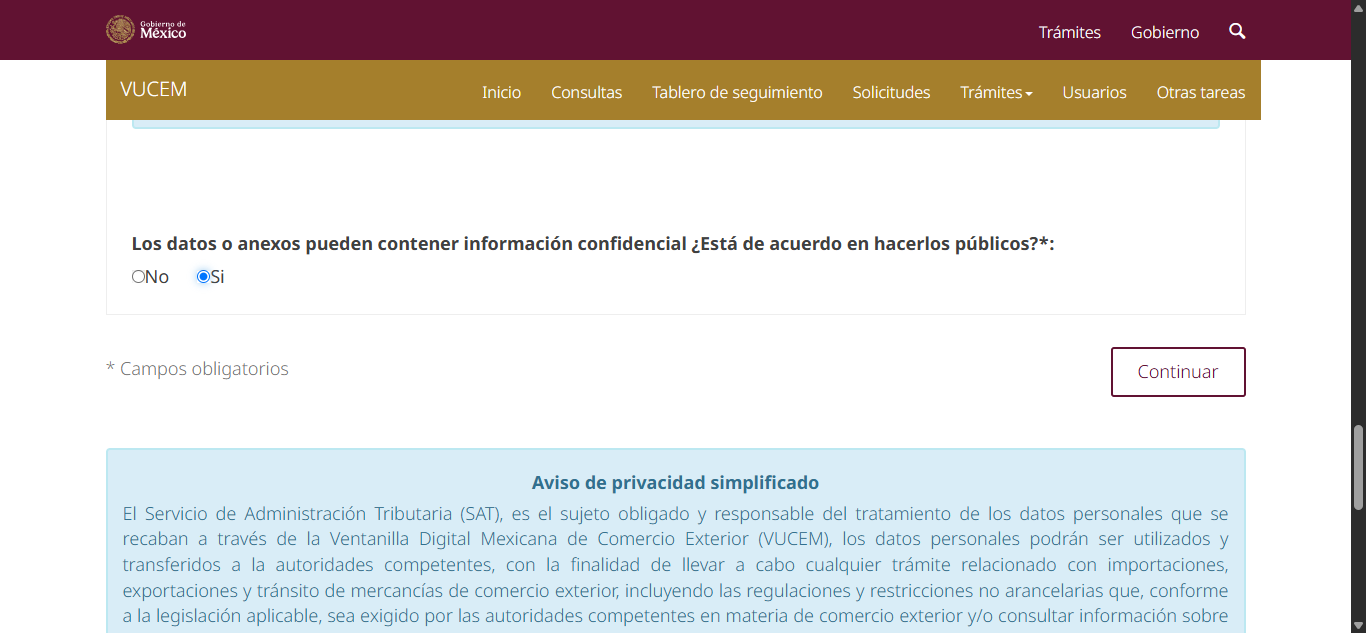 Gobierno de
México
Trámites
Gobierno
VUCEM
Inicio
Consultas
Tablero de seguimiento
Solicitudes
Trámites
Usuarios
Otras tareas
Los datos o anexos pueden contener información confidencial ¿Está de acuerdo en hacerlos públicos?*:
No
Si
* Campos obligatorios
Continuar
Aviso de privacidad simplificado
El Servicio de Administración Tributaria (SAT), es el sujeto obligado y responsable del tratamiento de los datos personales que se
recaban a través de la Ventanilla Digital Mexicana de Comercio Exterior (VUCEM), los datos personales podrán ser utilizados y
transferidos a la autoridades competentes, con la finalidad de llevar a cabo cualquier trámite relacionado con importaciones,
exportaciones y tránsito de mercancías de comercio exterior, incluyendo las regulaciones y restricciones no arancelarias que, conforme
a la legislación aplicable, sea exigido por las autoridades competentes en materia de comercio exterior y/o consultar información sobre